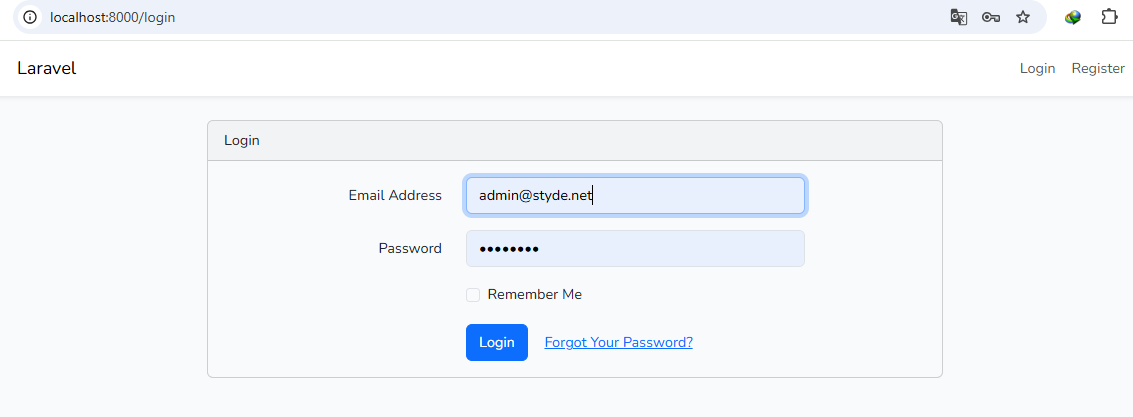 localhost:8000/login
Laravel
Login Register
Login
Email Address admin@styde.net
Password ••••••••
Remember Me
Login Forgot Your Password?